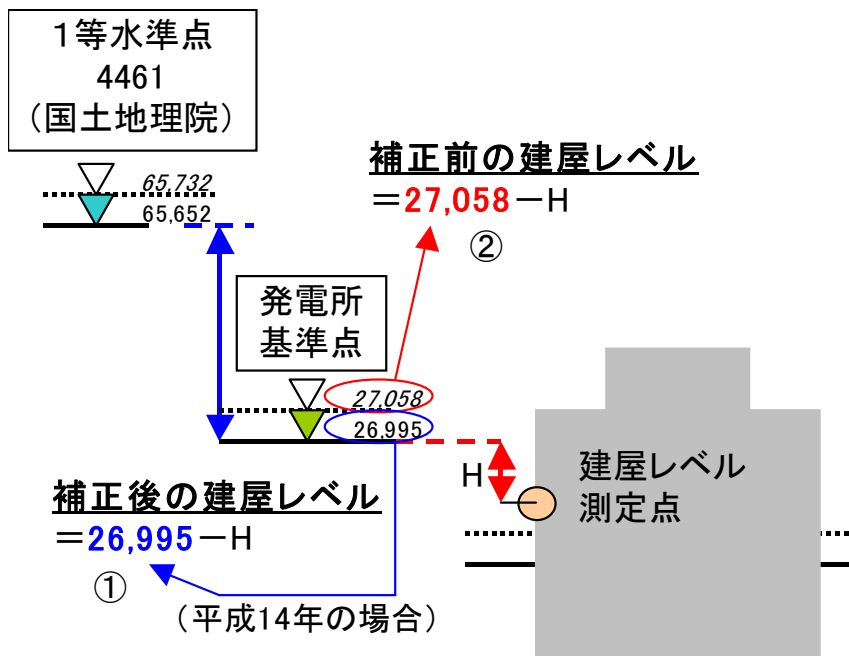 1等水準点
4461
(国土地理院)
65,732
65,652
補正前の建屋レベル
=27,058-H
②
発電所
基準点
27,058
26,995
H
建屋レベル
測定点
補正後の建屋レベル
=26,995-H
①
(平成14年の場合)